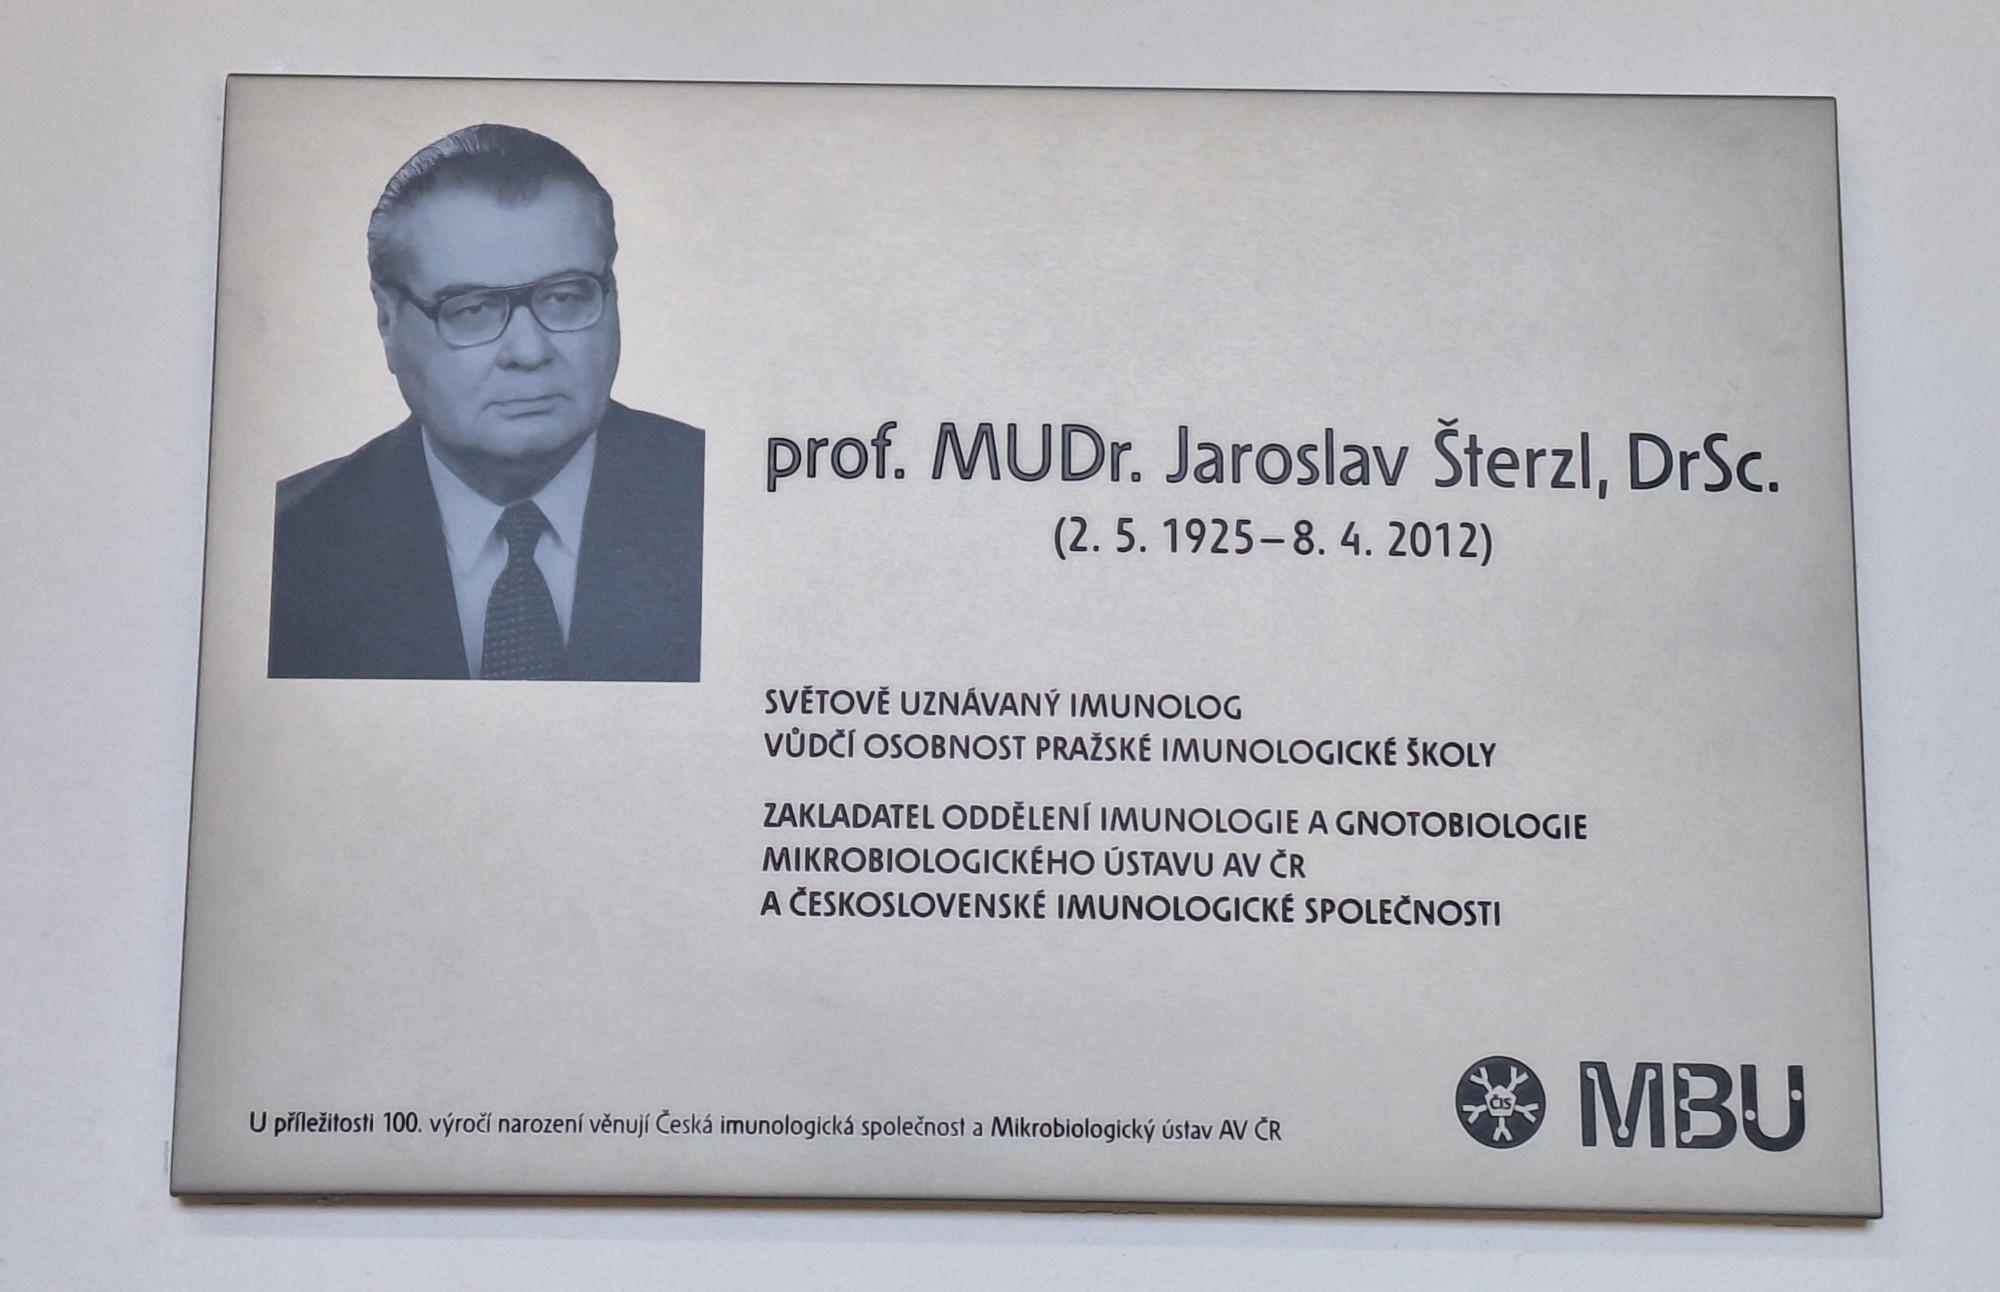 prof. MUDr. Jaroslav Šterzl, DrSc.
(2. 5. 1925–8. 4. 2012)
SVĚTOVĚ UZNÁVANÝ IMUNOLOG
VŮDČÍ OSOBNOST PRAŽSKÉ IMUNOLOGICKÉ ŠKOLY
ZAKLADATEL ODDĚLENÍ IMUNOLOGIE A GNOTOBIOLOGIE
MIKROBIOLOGICKÉHO ÚSTAVU AV ČR
A ČESKOSLOVENSKÉ IMUNOLOGICKÉ SPOLEČNOSTI
U příležitosti 100. výročí narození věnují Česká imunologická společnost a Mikrobiologický ústav AV ČR
ČIS
MBU